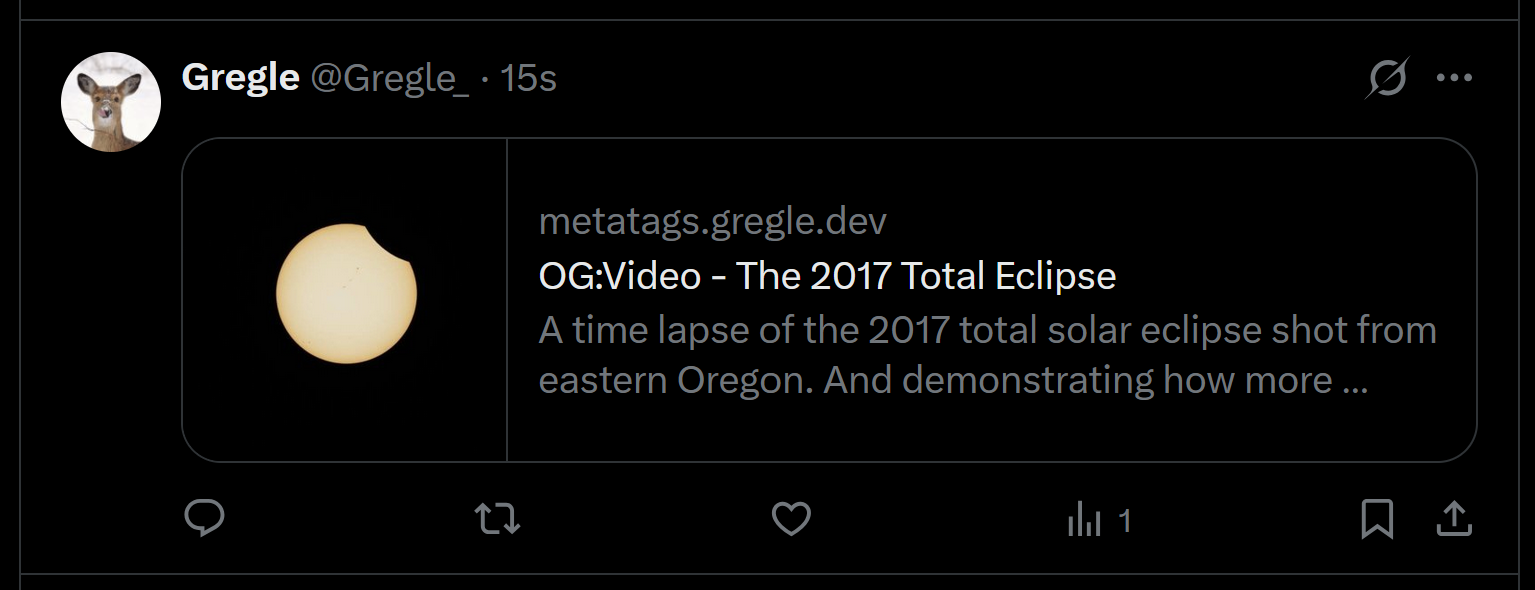 Gregle @Gregle_ · 15s
metatags.gregle.dev
OG:Video - The 2017 Total Eclipse
A time lapse of the 2017 total solar eclipse shot from
eastern Oregon. And demonstrating how more ...
1